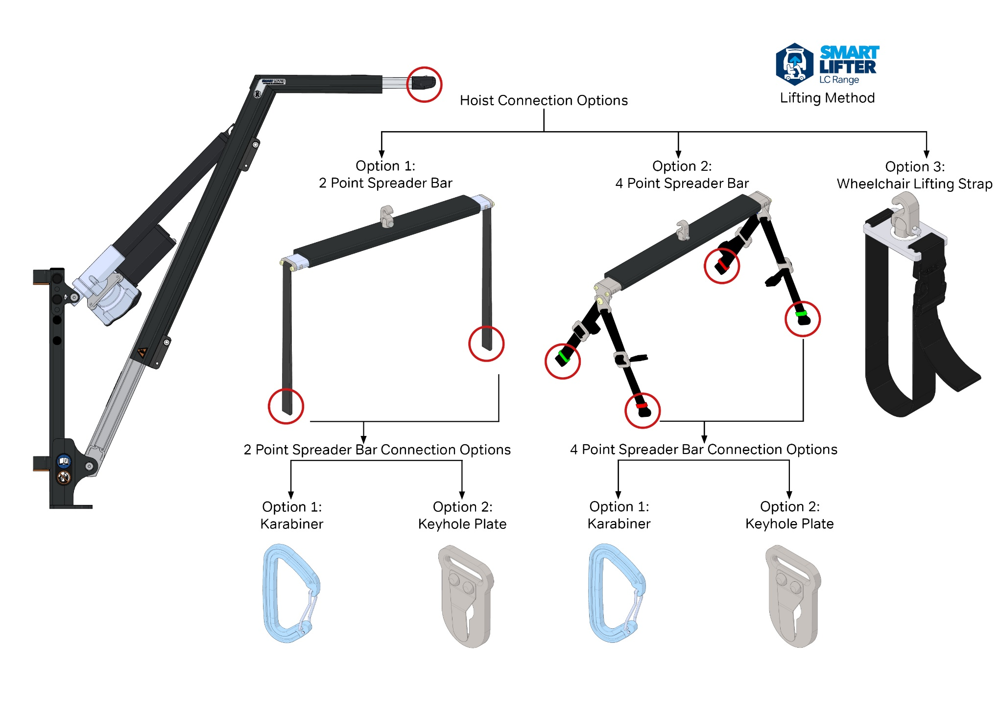 SMART
LIFTER
LC Range
Lifting Method
SMART LIFTER
Hoist Connection Options
Option 1:
2 Point Spreader Bar
Option 2:
4 Point Spreader Bar
Option 3:
Wheelchair Lifting Strap
2 Point Spreader Bar Connection Options
4 Point Spreader Bar Connection Options
Option 1:
Karabiner
Option 2:
Keyhole Plate
Option 1:
Karabiner
Option 2:
Keyhole Plate